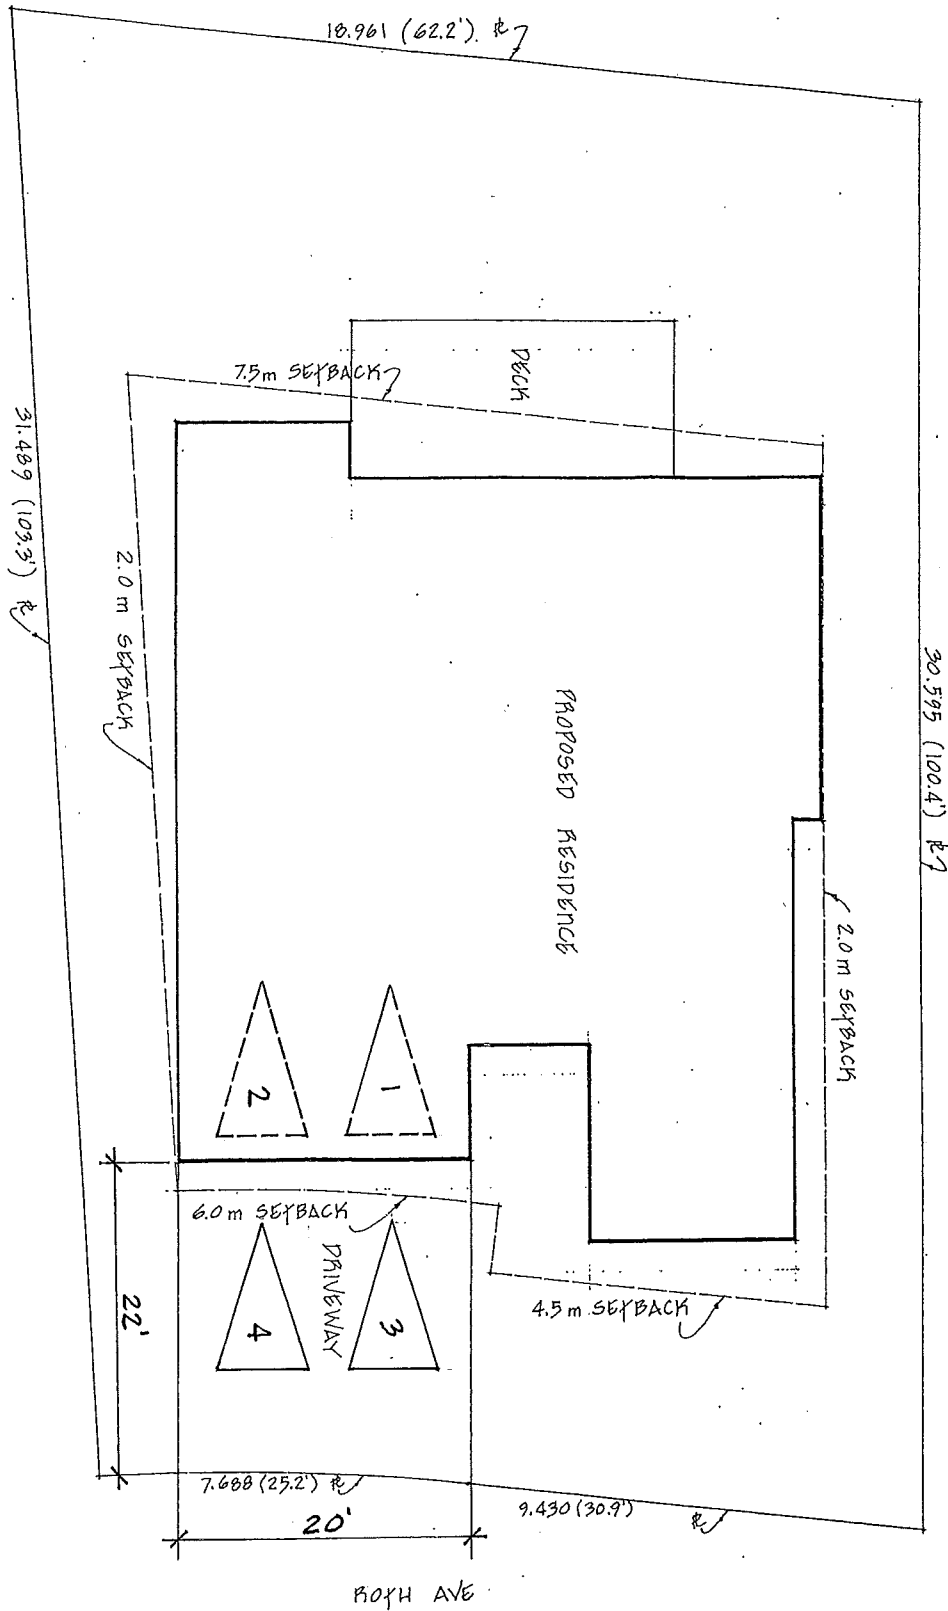 18.961 (62.2'). ₧
DECK
7.5m SETBACK
31.489 (103.3') ₧
2.0 m SETBACK
30.595 (100.4') ₧
PROPOSED RESIDENCE
2.0 m SETBACK
1
2
6.0 m SETBACK
DRIVEWAY
3
4
4.5 m SETBACK
22'
7.688 (25.2') ₧
9.430 (30.9') ₧
20'
ROTH AVE